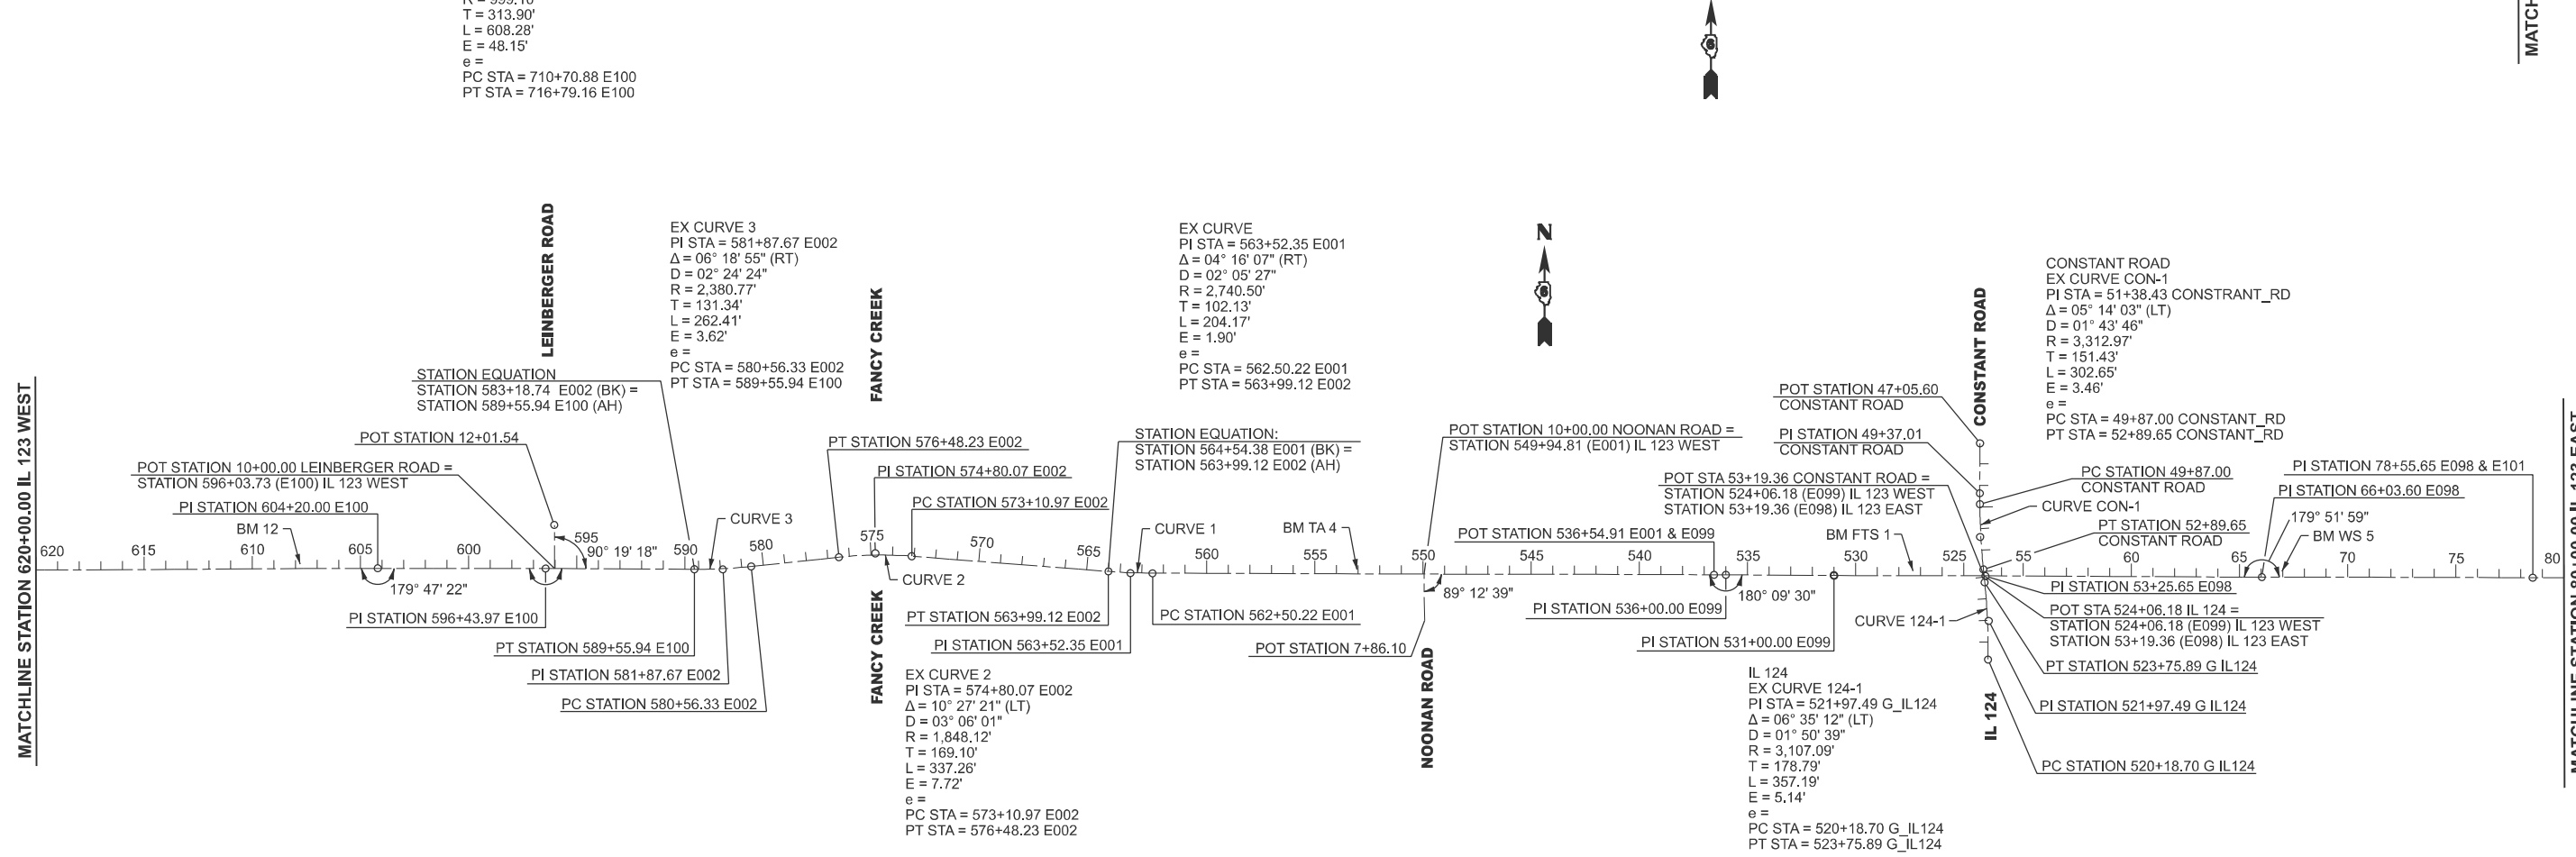 T = 313.90'
L = 608.28'
E = 48.15'
e =
PC STA = 710+70.88 E100
PT STA = 716+79.16 E100
6
MATCHLINE STATION 620+00.00 IL 123 WEST
LEINBERGER ROAD
EX CURVE 3
PI STA = 581+87.67 E002
Δ = 06° 18' 55" (RT)
D = 02° 24' 24"
R = 2,380.77'
T = 131.34'
L = 262.41'
E = 3.62'
e =
PC STA = 580+56.33 E002
PT STA = 589+55.94 E100
FANCY CREEK
EX CURVE
PI STA = 563+52.35 E001
Δ = 04° 16' 07" (RT)
D = 02° 05' 27"
R = 2,740.50'
T = 102.13'
L = 204.17'
E = 1.90'
e =
PC STA = 562.50.22 E001
PT STA = 563+99.12 E002
N
6
CONSTANT ROAD
CONSTANT ROAD
EX CURVE CON-1
PI STA = 51+38.43 CONSTRANT_RD
Δ = 05° 14' 03" (LT)
D = 01° 43' 46"
R = 3,312.97'
T = 151.43'
L = 302.65'
E = 3.46'
e =
PC STA = 49+87.00 CONSTANT_RD
PT STA = 52+89.65 CONSTANT_RD
STATION EQUATION
STATION 583+18.74 E002 (BK) =
STATION 589+55.94 E100 (AH)
POT STATION 12+01.54
POT STATION 10+00.00 LEINBERGER ROAD =
STATION 596+03.73 (E100) IL 123 WEST
PI STATION 604+20.00 E100
BM 12
CURVE 3
PT STATION 576+48.23 E002
PI STATION 574+80.07 E002
PC STATION 573+10.97 E002
STATION EQUATION:
STATION 564+54.38 E001 (BK) =
STATION 563+99.12 E002 (AH)
CURVE 1
BM TA 4
POT STATION 10+00.00 NOONAN ROAD =
STATION 549+94.81 (E001) IL 123 WEST
POT STATION 47+05.60
CONSTANT ROAD
PI STATION 49+37.01
CONSTANT ROAD
POT STA 53+19.36 CONSTANT ROAD =
STATION 524+06.18 (E099) IL 123 WEST
STATION 53+19.36 (E098) IL 123 EAST
POT STATION 536+54.91 E001 & E099
BM FTS 1
PC STATION 49+87.00
CONSTANT ROAD
CURVE CON-1
PT STATION 52+89.65
CONSTANT ROAD
PI STATION 78+55.65 E098 & E101
PI STATION 66+03.60 E098
179° 51' 59"
BM WS 5
620 615 610 605 600 595 590 580 575 570 565 560 555 550 545 540 535 530 525 55 60 65 70 75 80
90° 19' 18"
179° 47' 22"
CURVE 2
89° 12' 39"
180° 09' 30"
PI STATION 596+43.97 E100
PT STATION 589+55.94 E100
PI STATION 581+87.67 E002
PC STATION 580+56.33 E002
FANCY CREEK
PT STATION 563+99.12 E002
PI STATION 563+52.35 E001
PC STATION 562+50.22 E001
POT STATION 7+86.10
NOONAN ROAD
PI STATION 536+00.00 E099
PI STATION 531+00.00 E099
CURVE 124-1
PI STATION 53+25.65 E098
POT STA 524+06.18 IL 124 =
STATION 524+06.18 (E099) IL 123 WEST
STATION 53+19.36 (E098) IL 123 EAST
PT STATION 523+75.89 G IL124
PI STATION 521+97.49 G IL124
PC STATION 520+18.70 G IL124
IL 124
EX CURVE 2
PI STA = 574+80.07 E002
Δ = 10° 27' 21" (LT)
D = 03° 06' 01"
R = 1,848.12'
T = 169.10'
L = 337.26'
E = 7.72'
e =
PC STA = 573+10.97 E002
PT STA = 576+48.23 E002
IL 124
EX CURVE 124-1
PI STA = 521+97.49 G_IL124
Δ = 06° 35' 12" (LT)
D = 01° 50' 39"
R = 3,107.09'
T = 178.79'
L = 357.19'
E = 5.14'
e =
PC STA = 520+18.70 G_IL124
PT STA = 523+75.89 G_IL124
MATCHLINE STATION 80+00.00 IL 123 EAST